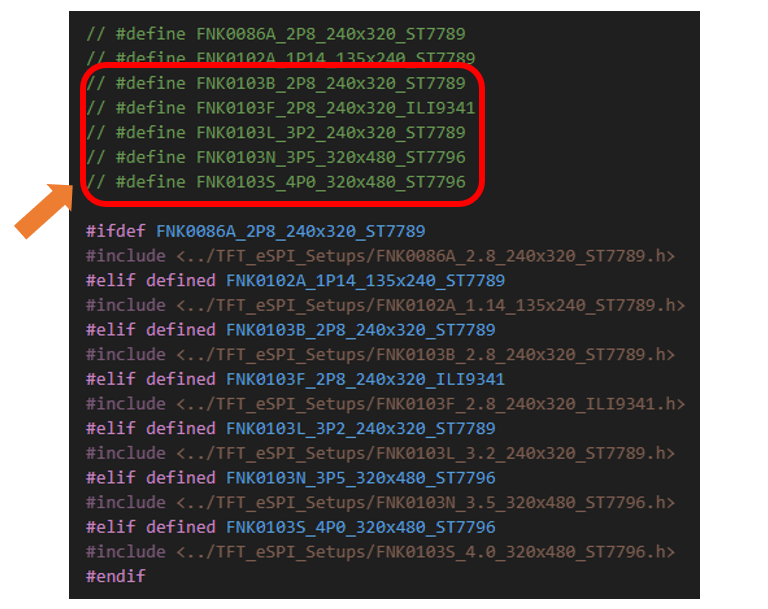 // #define FNK0086A_2P8_240x320_ST7789
// #define FNK0102A_1P14_135x240_ST7789
// #define FNK0103B_2P8_240x320_ST7789
// #define FNK0103F_2P8_240x320_ILI9341
// #define FNK0103L_3P2_240x320_ST7789
// #define FNK0103N_3P5_320x480_ST7796
// #define FNK0103S_4P0_320x480_ST7796
#ifdef FNK0086A_2P8_240x320_ST7789
#include <../TFT_eSPI_Setups/FNK0086A_2.8_240x320_ST7789.h>
#elif defined FNK0102A_1P14_135x240_ST7789
#include <../TFT_eSPI_Setups/FNK0102A_1.14_135x240_ST7789.h>
#elif defined FNK0103B_2P8_240x320_ST7789
#include <../TFT_eSPI_Setups/FNK0103B_2.8_240x320_ST7789.h>
#elif defined FNK0103F_2P8_240x320_ILI9341
#include <../TFT_eSPI_Setups/FNK0103F_2.8_240x320_ILI9341.h>
#elif defined FNK0103L_3P2_240x320_ST7789
#include <../TFT_eSPI_Setups/FNK0103L_3.2_240x320_ST7789.h>
#elif defined FNK0103N_3P5_320x480_ST7796
#include <../TFT_eSPI_Setups/FNK0103N_3.5_320x480_ST7796.h>
#elif defined FNK0103S_4P0_320x480_ST7796
#include <../TFT_eSPI_Setups/FNK0103S_4.0_320x480_ST7796.h>
#endif